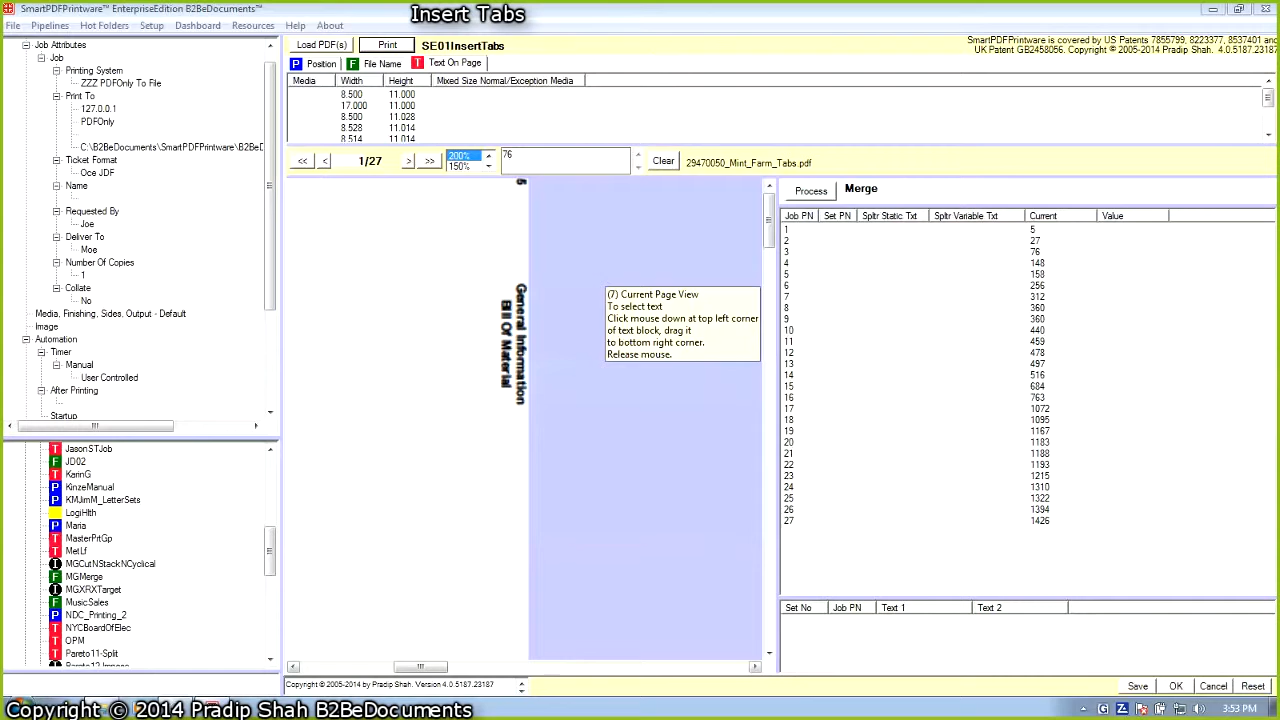 SmartPDFPrintware™ EnterpriseEdition B2BeDocuments™
Insert Tabs
File Pipelines Hot Folders Setup Dashboard Resources Help About
Job Attributes
Job
Printing System
ZZZ PDFOnly To File
Print To
127.0.0.1
PDFOnly
C:\B2BeDocuments\SmartPDFPrintware\B2BeD
Ticket Format
Oce JDF
Name
Requested By
Joe
Deliver To
Moe
Number Of Copies
1
Collate
No
Media, Finishing, Sides, Output - Default
Image
Automation
Timer
Manual
User Controlled
After Printing
Startup
JasonSTJob
JD02
KarinG
KinzeManual
KMJimM_LetterSets
LogiHlth
Maria
MasterPrtGp
MetLf
MGCutNStackNCyclical
MGMerge
MGXRXTarget
MusicSales
NDC_Printing_2
NYCBoardOfElec
OPM
Pareto11-Split
Pareto12-Impose
Load PDF(s) Print SE01InsertTabs
SmartPDFPrintware is covered by US Patents 7855799, 8223377, 8537401 and
UK Patent GB2458056. Copyright © 2005-2014 Pradip Shah. 4.0.5187.23187
P Position F File Name T Text On Page
Media Width Height Mixed Size Normal/Exception Media
8.500 11.000
17.000 11.000
8.500 11.028
8.528 11.014
8.514 11.014
<< < 1/27 > >> 200% 150% 76 Clear 29470050_Mint_Farm_Tabs.pdf
5
General Information
Bill Of Material
(7) Current Page View
To select text
Click mouse down at top left corner
of text block, drag it
to bottom right corner.
Release mouse.
Process Merge
Job PN Set PN Spltr Static Txt Spltr Variable Txt Current Value
1 5
2 27
3 76
4 148
5 158
6 256
7 312
8 360
9 360
10 440
11 459
12 478
13 497
14 516
15 684
16 763
17 1072
18 1095
19 1167
20 1183
21 1188
22 1193
23 1215
24 1310
25 1322
26 1394
27 1426
Set No Job PN Text 1 Text 2
Copyright © 2005-2014 by Pradip Shah. Version 4.0.5187.23187
Save OK Cancel Reset
3:53 PM
Copyright © 2014 Pradip Shah B2BeDocuments